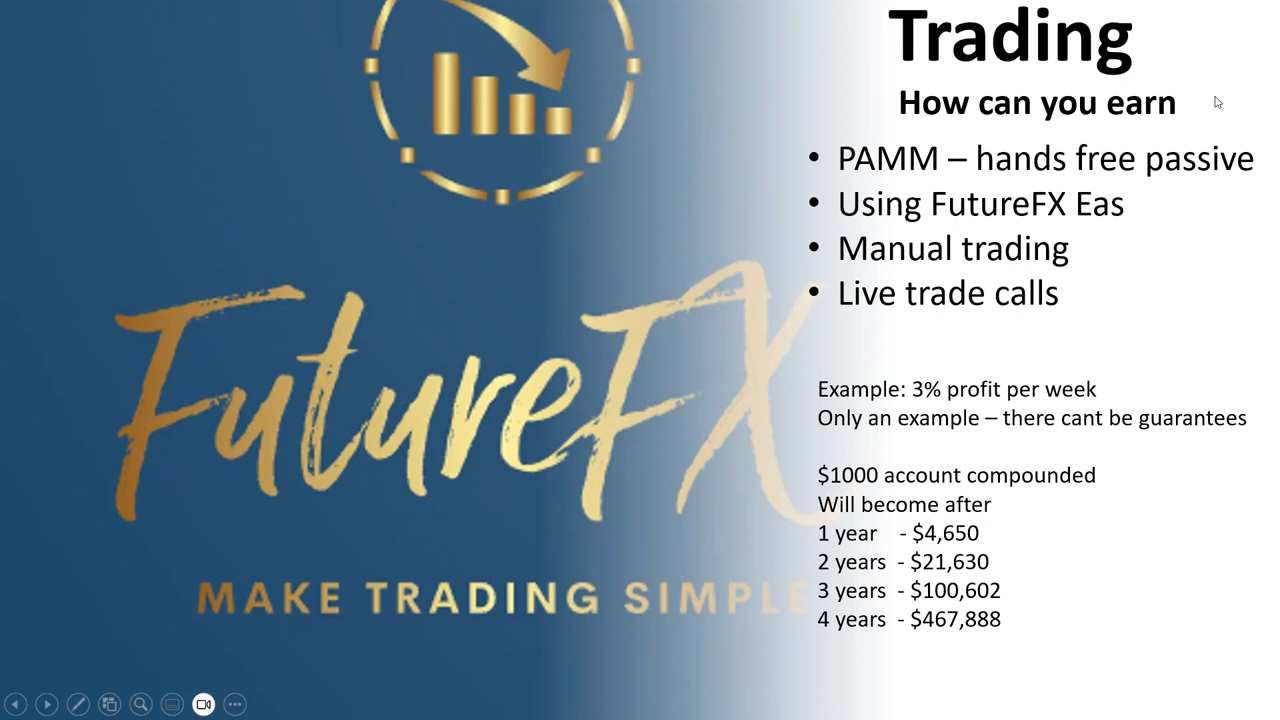 Trading
How can you earn
• PAMM – hands free passive
• Using FutureFX Eas
• Manual trading
• Live trade calls
FutureFX
MAKE TRADING SIMPLE
Example: 3% profit per week
Only an example – there cant be guarantees
$1000 account compounded
Will become after
1 year - $4,650
2 years - $21,630
3 years - $100,602
4 years - $467,888